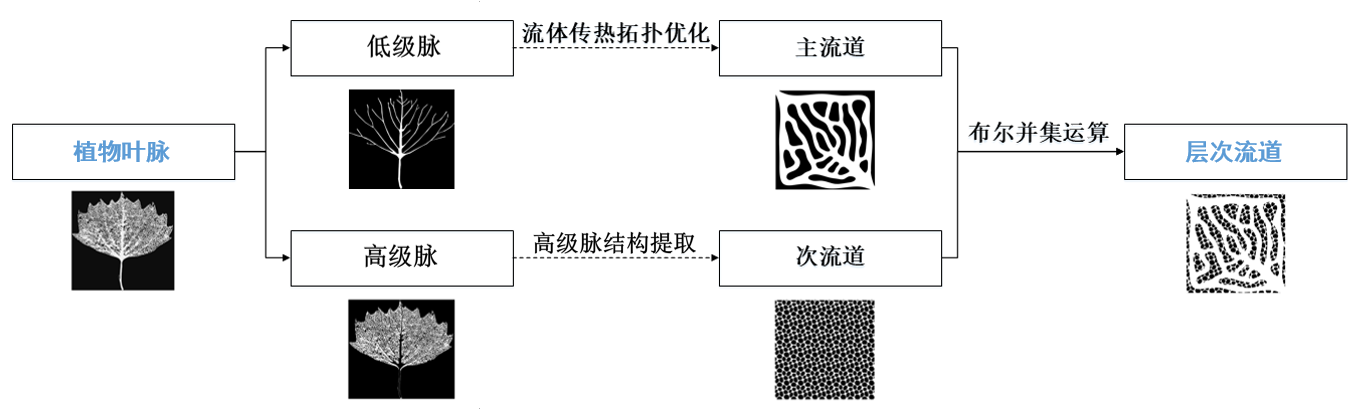 低级脉
流体传热拓扑优化
主流道
植物叶脉
布尔并集运算
层次流道
高级脉
高级脉结构提取
次流道